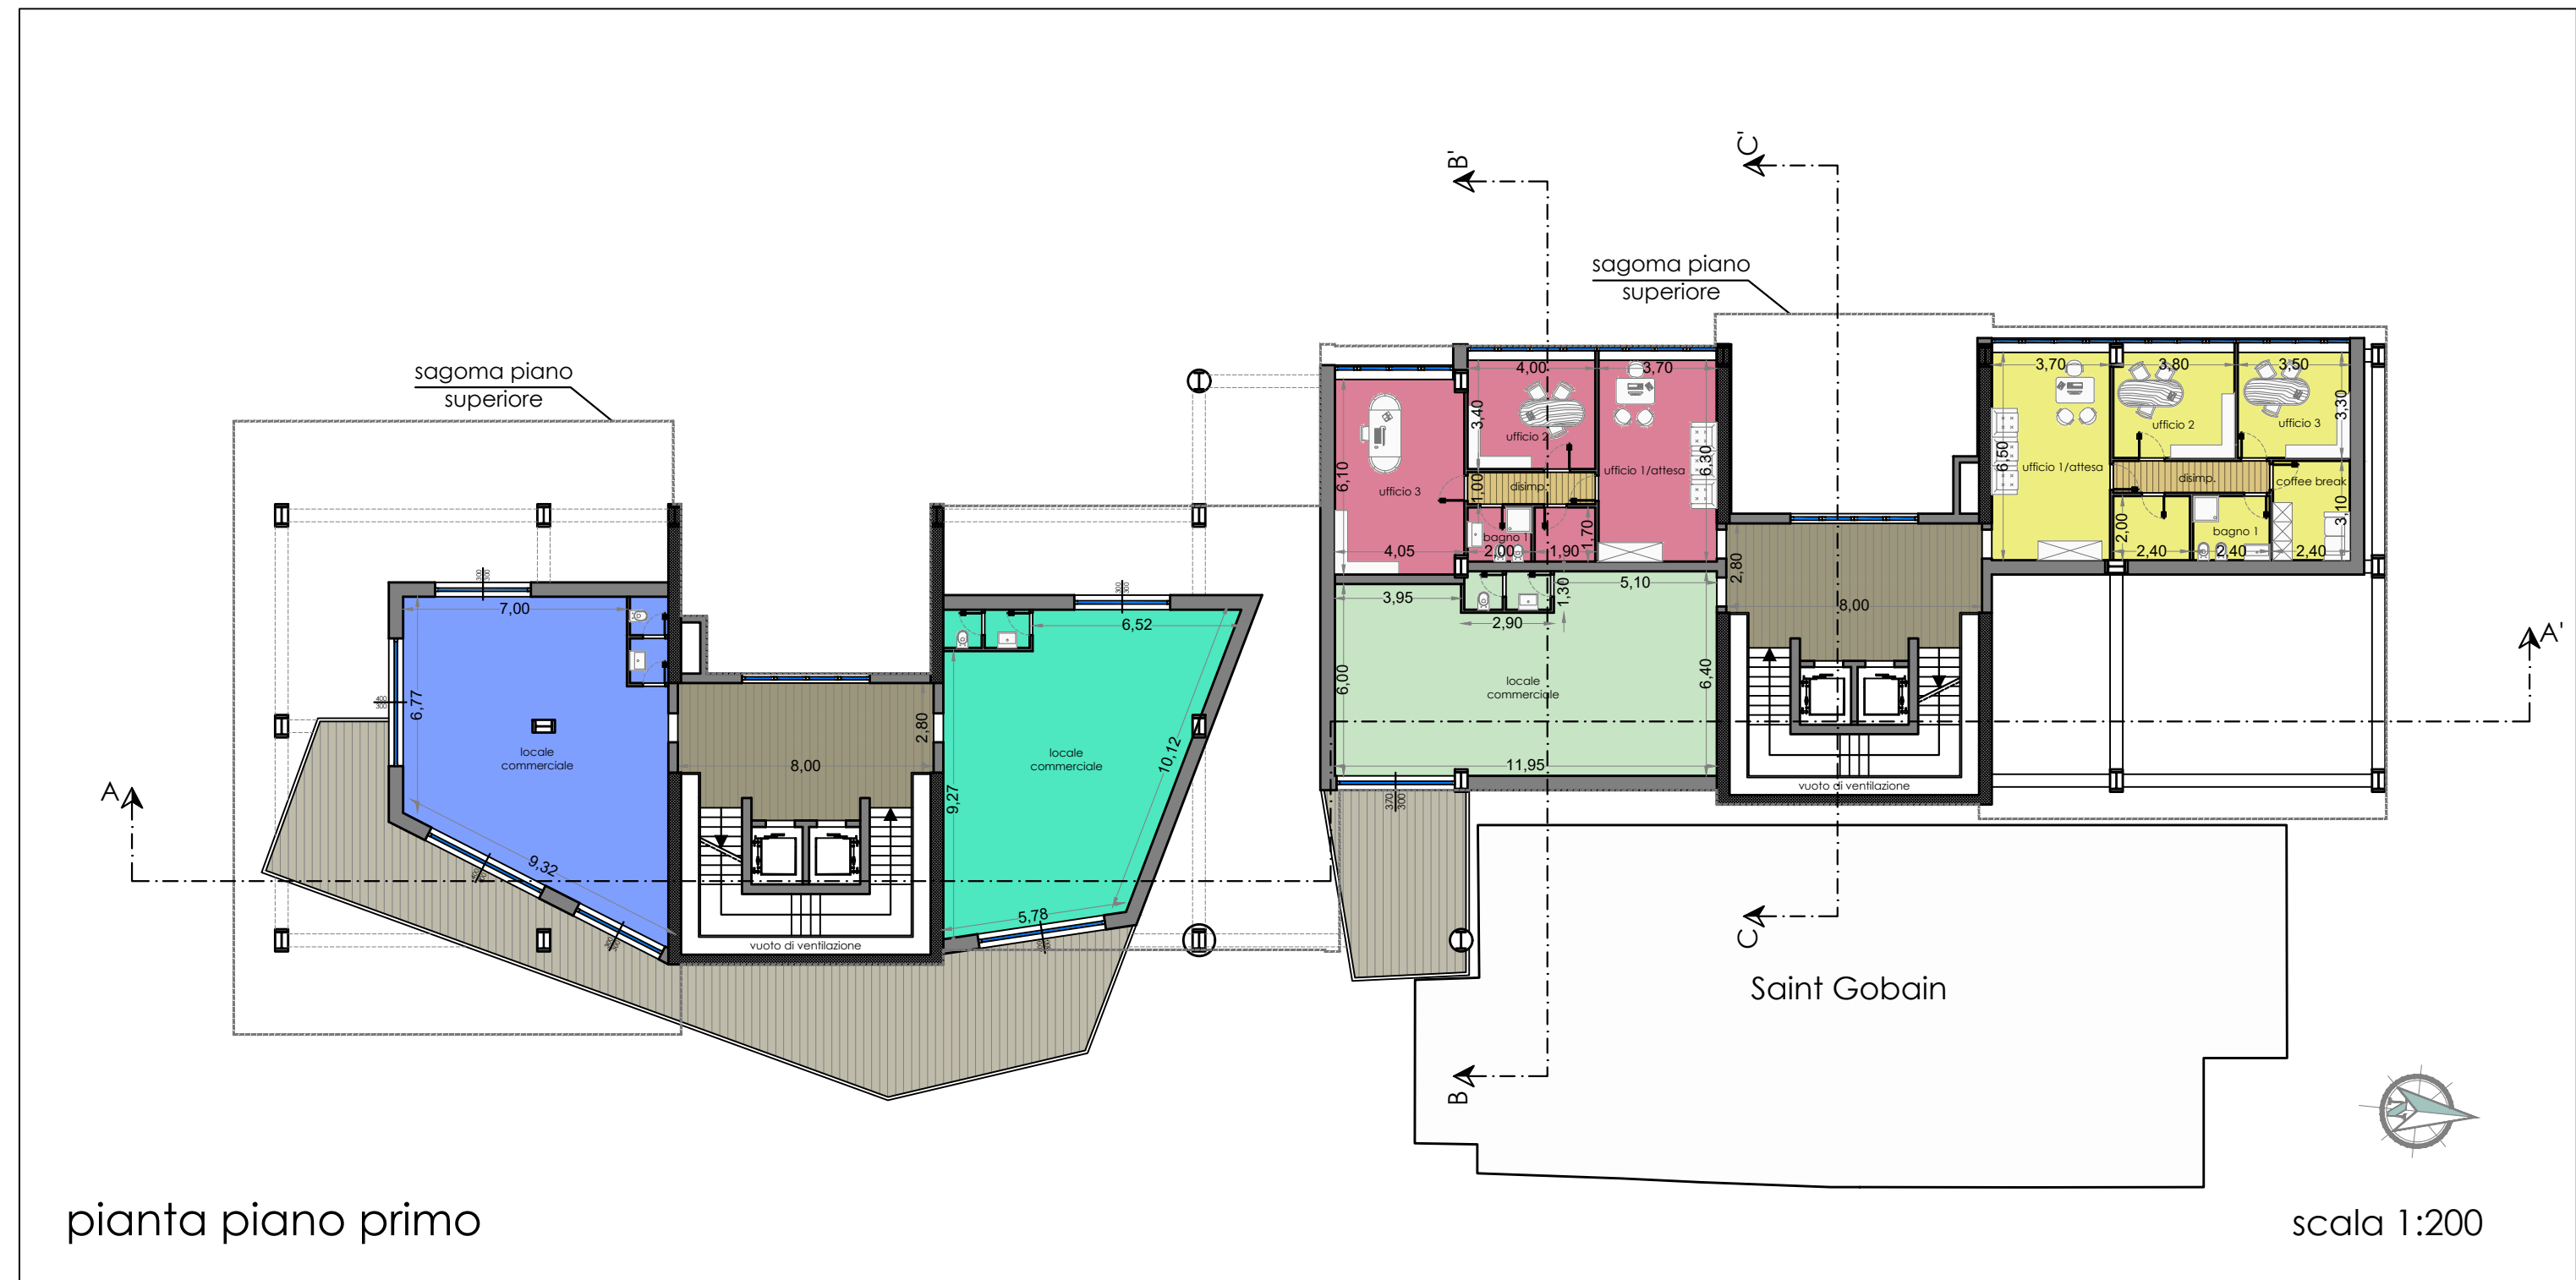 B'
C'
sagoma piano
superiore
sagoma piano
superiore
4,00
3,70
3,40
ufficio 2
6,10
ufficio 3
1,00
disimp.
ufficio 1/attesa
6,30
bagno 1
1,70
4,05
2,00
1,90
3,70
3,80
3,50
3,30
ufficio 2
ufficio 3
6,50
ufficio 1/attesa
disimp.
coffee break
2,00
bagno 1
3,10
2,40
2,40
2,40
2,80
8,00
3,95
1,30
5,10
2,90
6,00
locale
commerciale
6,40
11,95
370
300
vuoto di ventilazione
A'
300
300
7,00
400
300
6,77
locale
commerciale
9,32
2,80
8,00
vuoto di ventilazione
6,52
locale
commerciale
10,12
9,27
5,78
A
C
B
Saint Gobain
pianta piano primo
scala 1:200